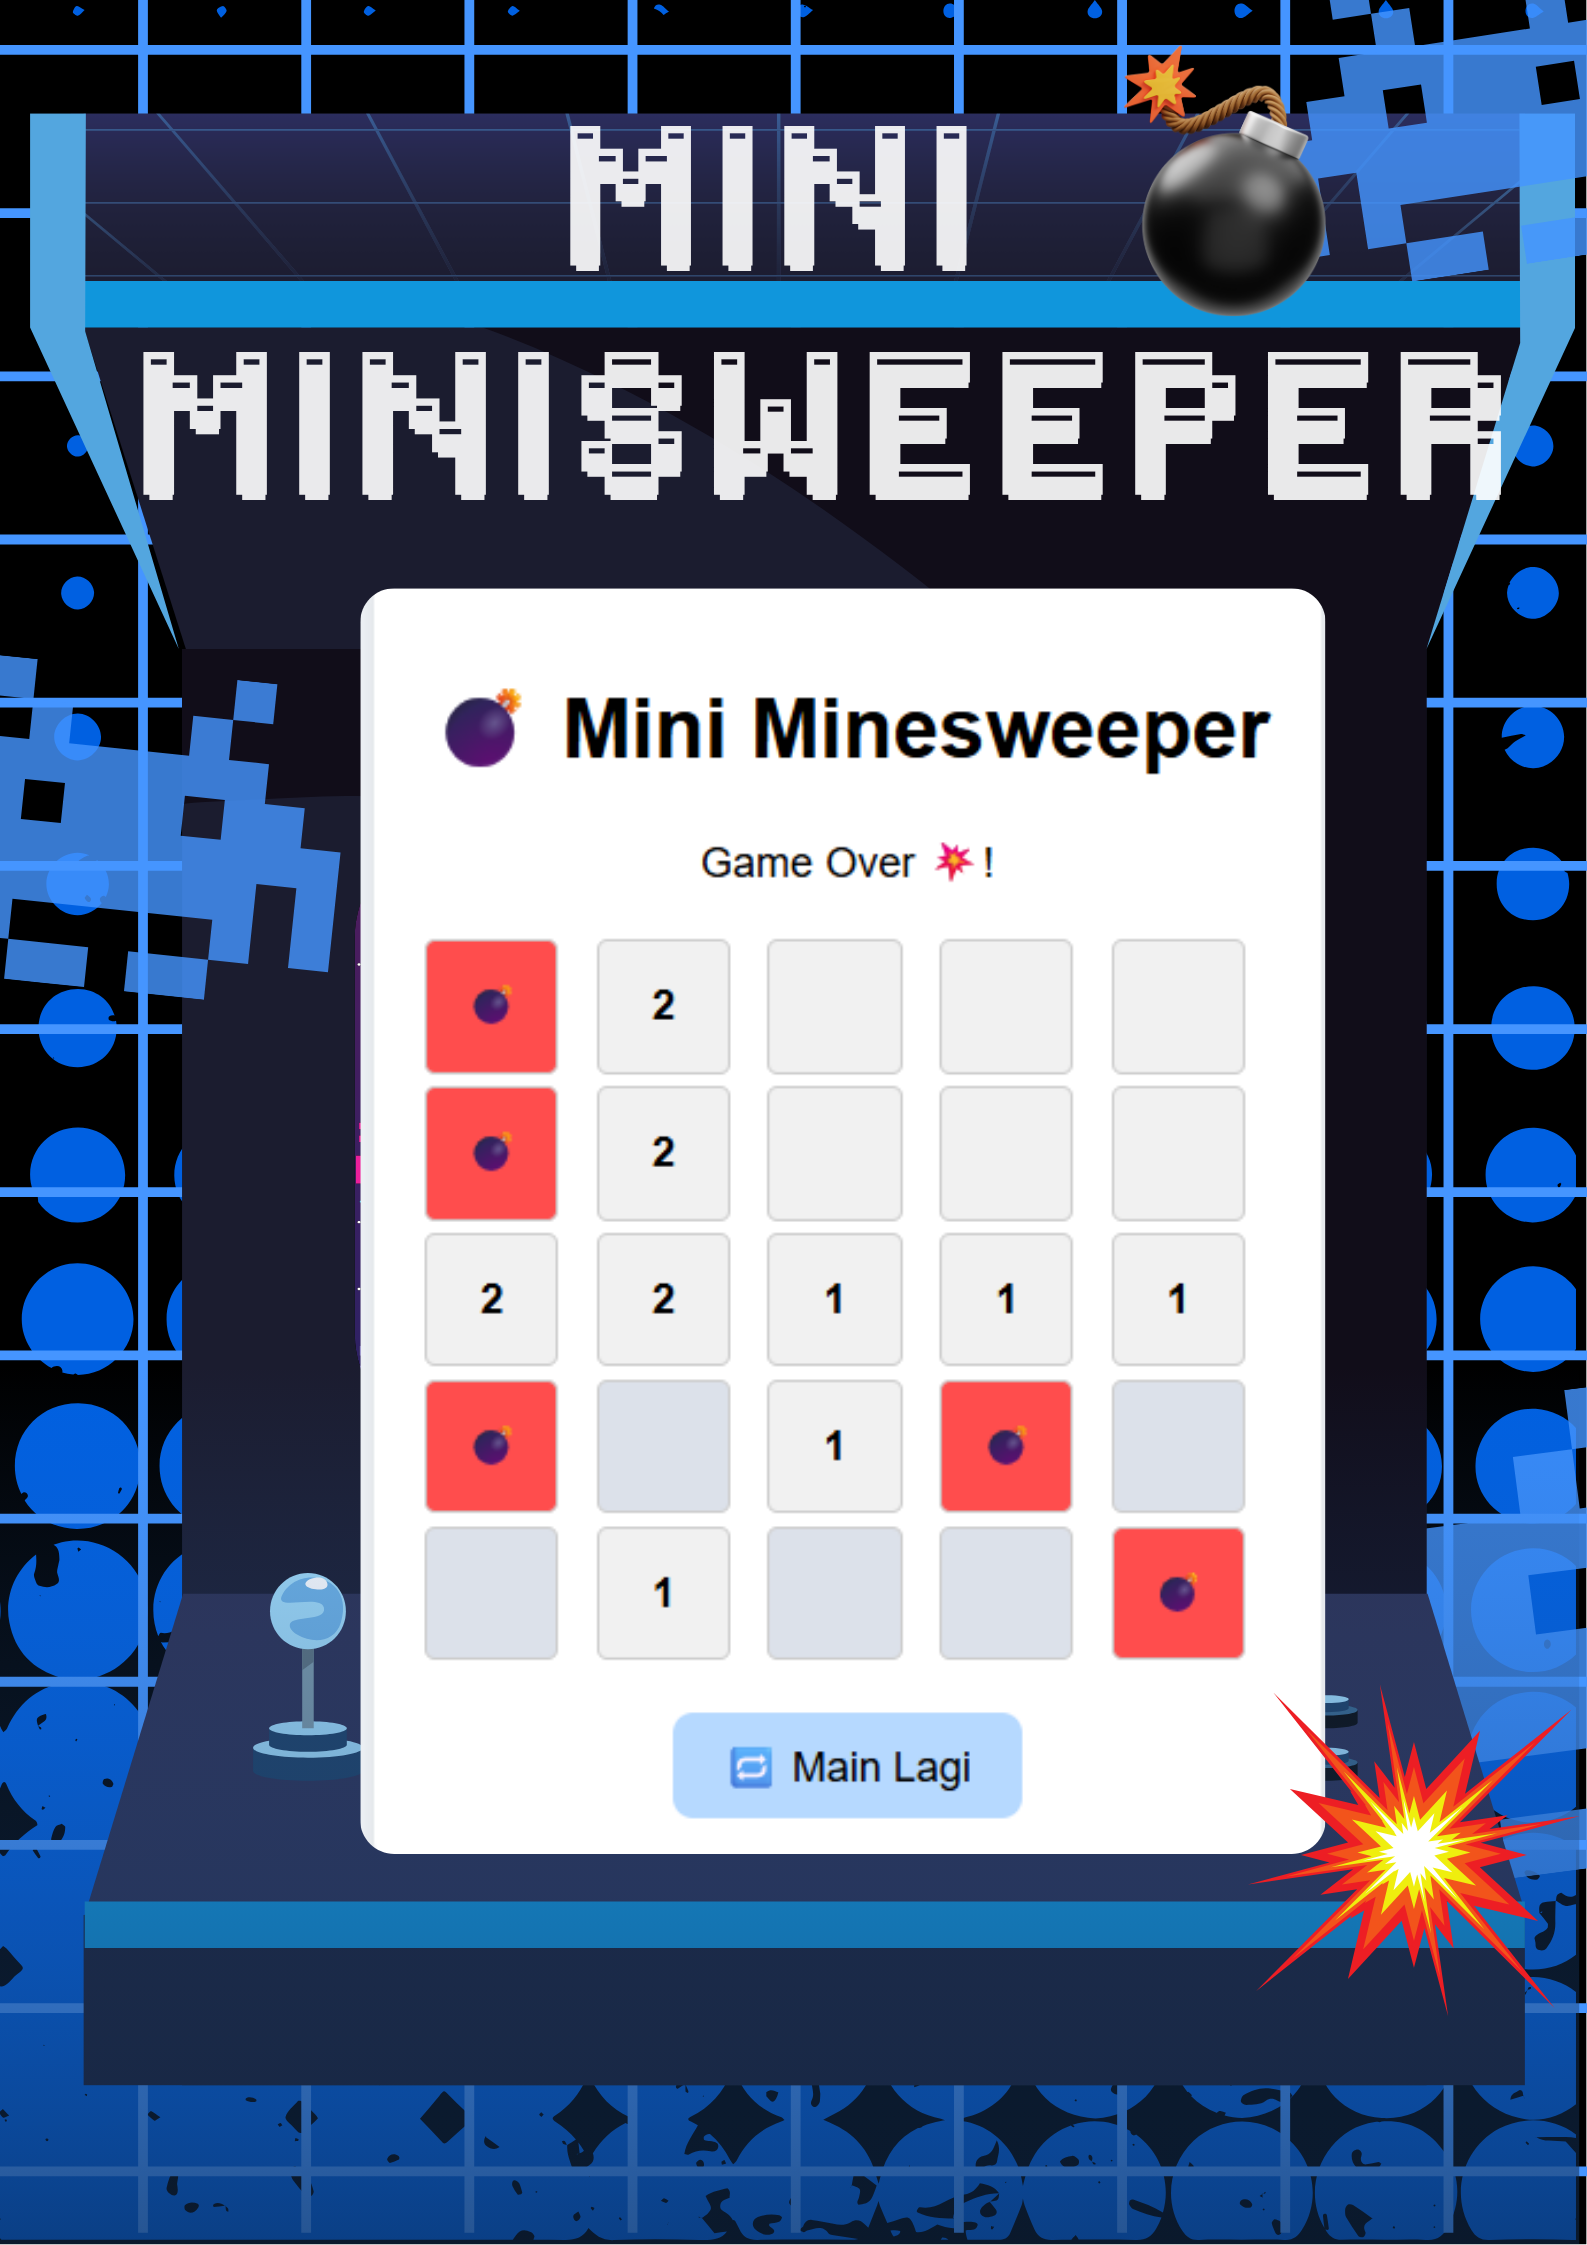 MINI
MINISWEEPER
Mini Minesweeper
Game Over 💥!
2
2
2 2 1 1 1
1
1
🔁 Main Lagi